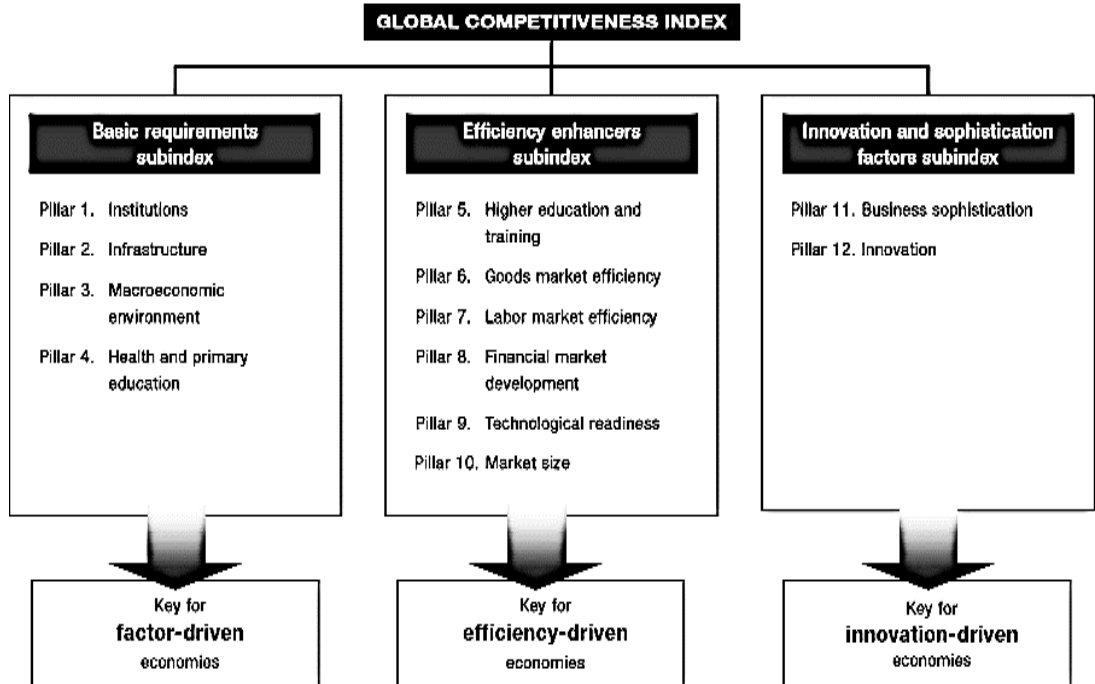 GLOBAL COMPETITIVENESS INDEX
Basic requirements
subindex
Pillar 1. Institutions
Pillar 2. Infrastructure
Pillar 3. Macroeconomic
environment
Pillar 4. Health and primary
education
Key for
factor-driven
economies
Efficiency enhancers
subindex
Pillar 5. Higher education and
training
Pillar 6. Goods market efficiency
Pillar 7. Labor market efficiency
Pillar 8. Financial market
development
Pillar 9. Technological readiness
Pillar 10. Market size
Key for
efficiency-driven
economies
Innovation and sophistication
factors subindex
Pillar 11. Business sophistication
Pillar 12. Innovation
Key for
innovation-driven
economies